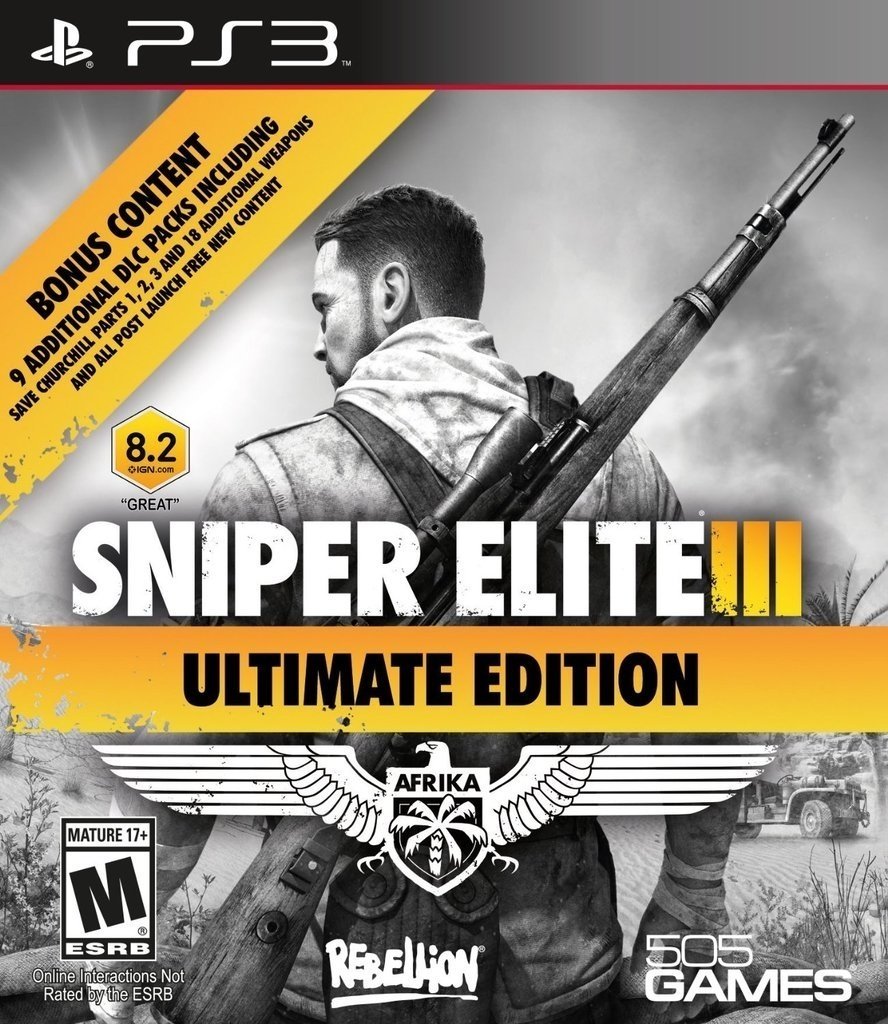 PS3
BONUS CONTENT
9 ADDITIONAL DLC PACKS INCLUDING
SAVE CHURCHILL PARTS 1, 2, 3 AND 18 ADDITIONAL WEAPONS
AND ALL POST LAUNCH FREE NEW CONTENT
8.2
IGN.com
"GREAT"
SNIPER ELITE III
ULTIMATE EDITION
AFRIKA
MATURE 17+
M
ESRB
Online Interactions Not
Rated by the ESRB
REBELLION
505
GAMES